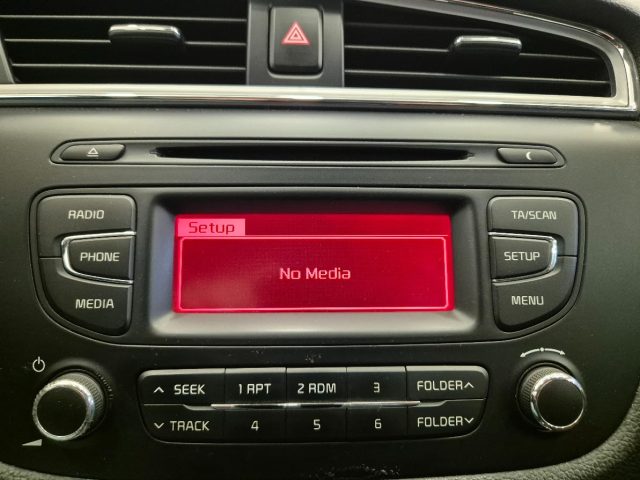 RADIO
PHONE
MEDIA
Setup
No Media
TA/SCAN
SETUP
MENU
SEEK 1 RPT 2 RDM 3 FOLDER
TRACK 4 5 6 FOLDER